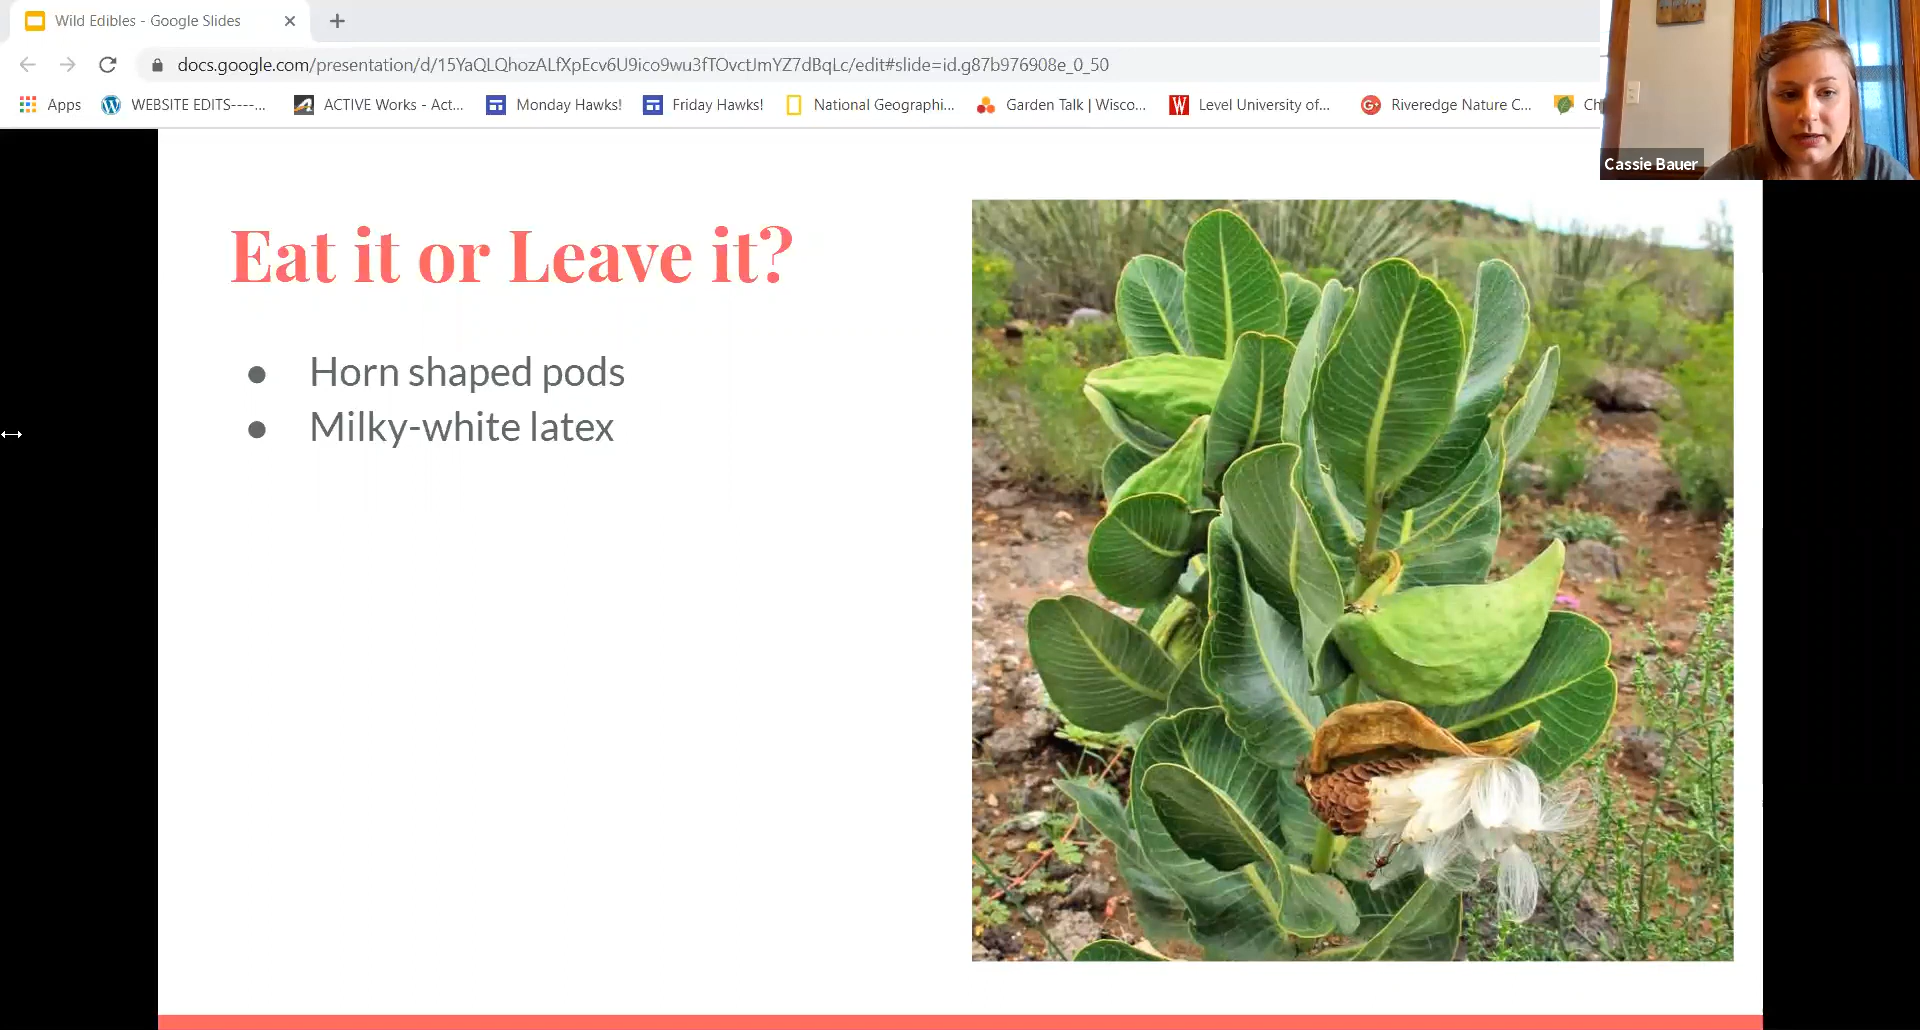 Wild Edibles - Google Slides
docs.google.com/presentation/d/15YaQLQhozALfXpEcv6U9ico9wu3fTOvctJmYZ7dBqLc/edit#slide=id.g87b976908e_0_50
Apps WEBSITE EDITS----... ACTIVE Works - Act... Monday Hawks! Friday Hawks! National Geographi... Garden Talk | Wisco... Level University of... Riveredge Nature C... Ch
Cassie Bauer
Eat it or Leave it?
● Horn shaped pods
● Milky-white latex